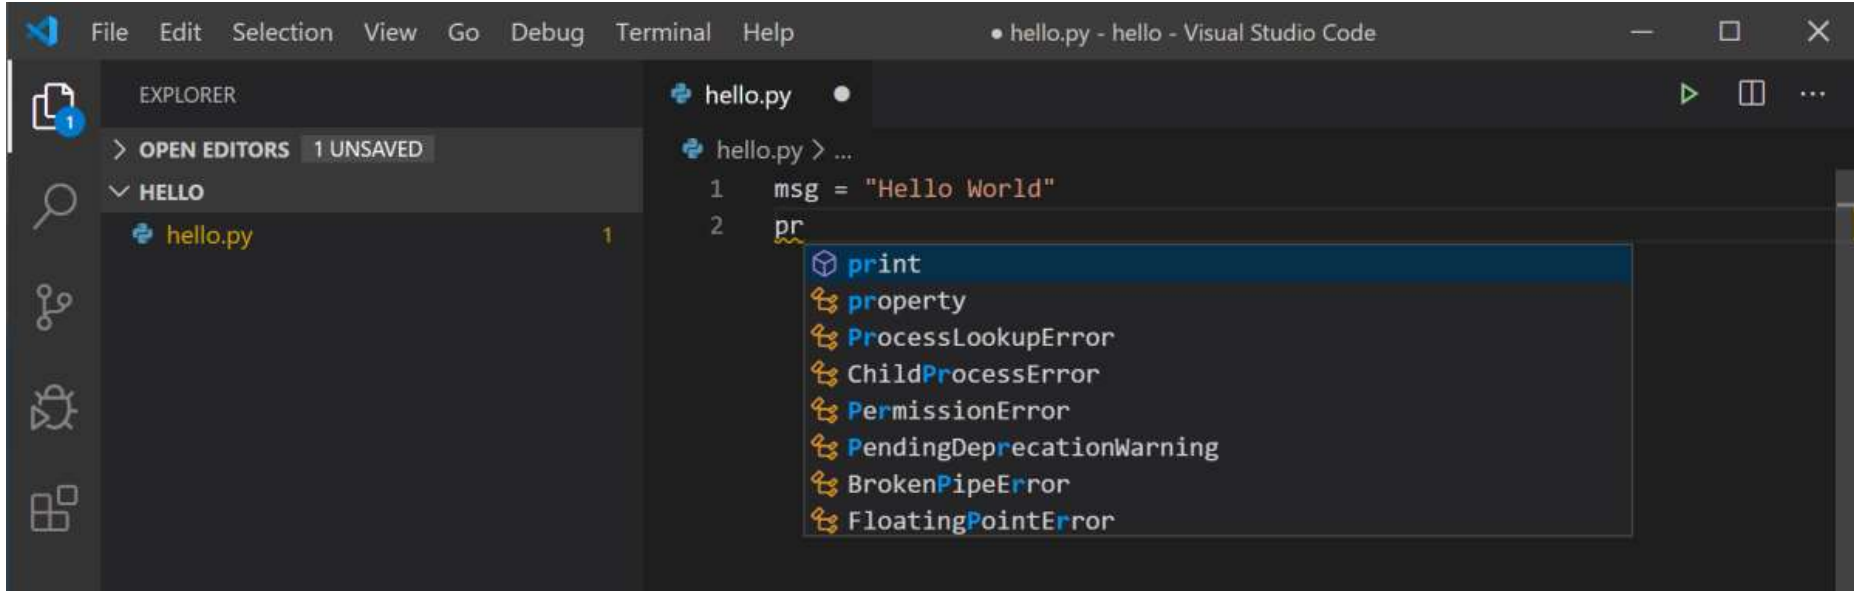 File Edit Selection View Go Debug Terminal Help ● hello.py - hello - Visual Studio Code
EXPLORER
1
OPEN EDITORS 1 UNSAVED
HELLO
hello.py 1
hello.py ●
hello.py > ...
1 msg = "Hello World"
2 pr
print
property
ProcessLookupError
ChildProcessError
PermissionError
PendingDeprecationWarning
BrokenPipeError
FloatingPointError